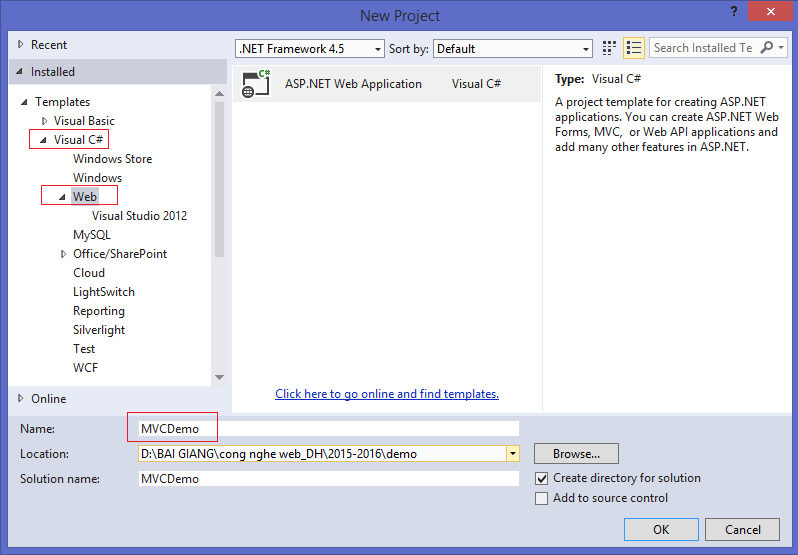 New Project
?
Recent
.NET Framework 4.5
Sort by:
Default
Search Installed Te
Installed
Templates
Visual Basic
Visual C#
Windows Store
Windows
Web
Visual Studio 2012
MySQL
Office/SharePoint
Cloud
LightSwitch
Reporting
Silverlight
Test
WCF
Online
C#
ASP.NET Web Application
Visual C#
Click here to go online and find templates.
Type: Visual C#
A project template for creating ASP.NET
applications. You can create ASP.NET Web
Forms, MVC, or Web API applications and
add many other features in ASP.NET.
Name:
MVCDemo
Location:
D:\BAI GIANG\cong nghe web_DH\2015-2016\demo
Browse...
Solution name:
MVCDemo
Create directory for solution
Add to source control
OK
Cancel